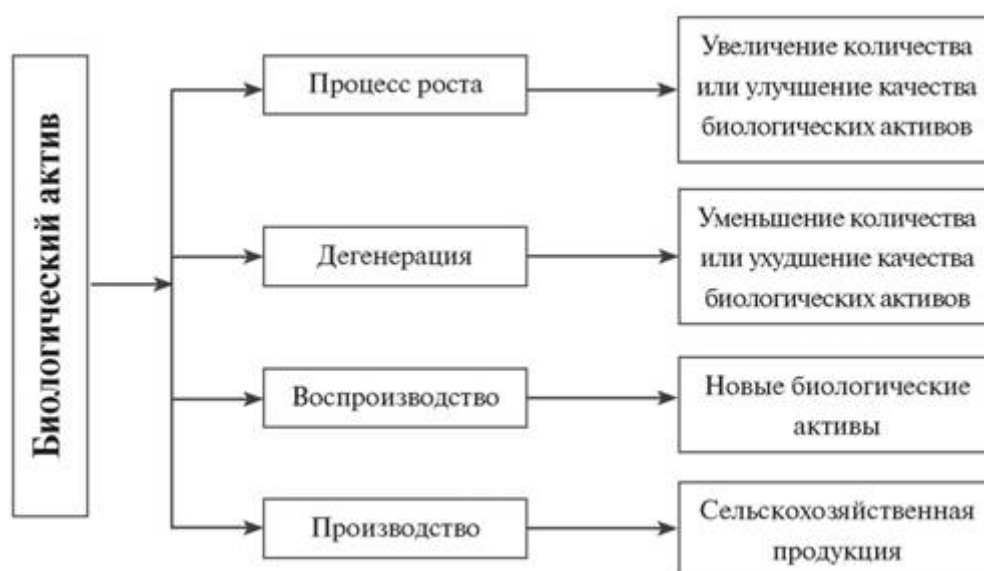 Биологический актив
Процесс роста
Увеличение количества
или улучшение качества
биологических активов
Дегенерация
Уменьшение количества
или ухудшение качества
биологических активов
Воспроизводство
Новые биологические
активы
Производство
Сельскохозяйственная
продукция